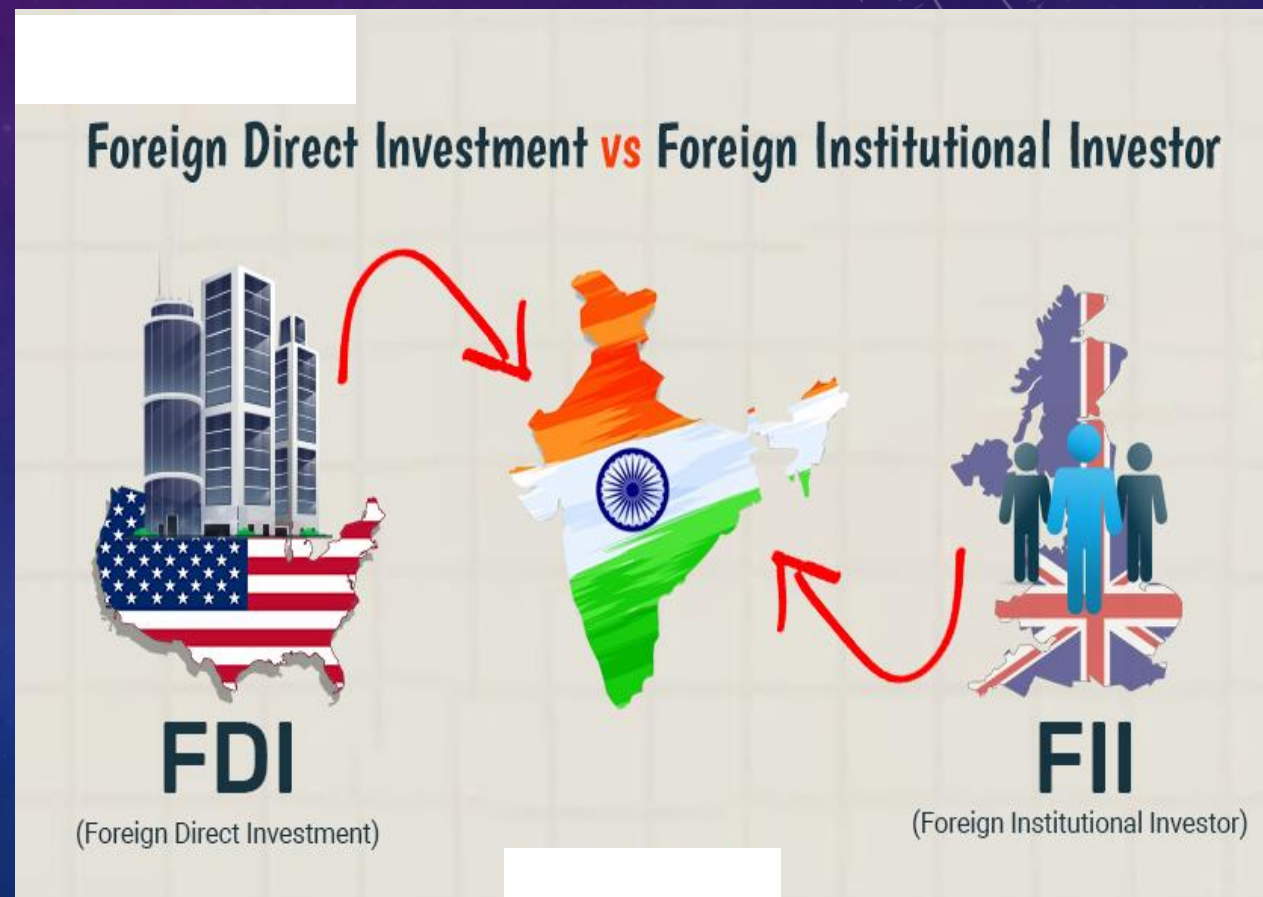 Foreign Direct Investment vs Foreign Institutional Investor
FDI
(Foreign Direct Investment)
FII
(Foreign Institutional Investor)